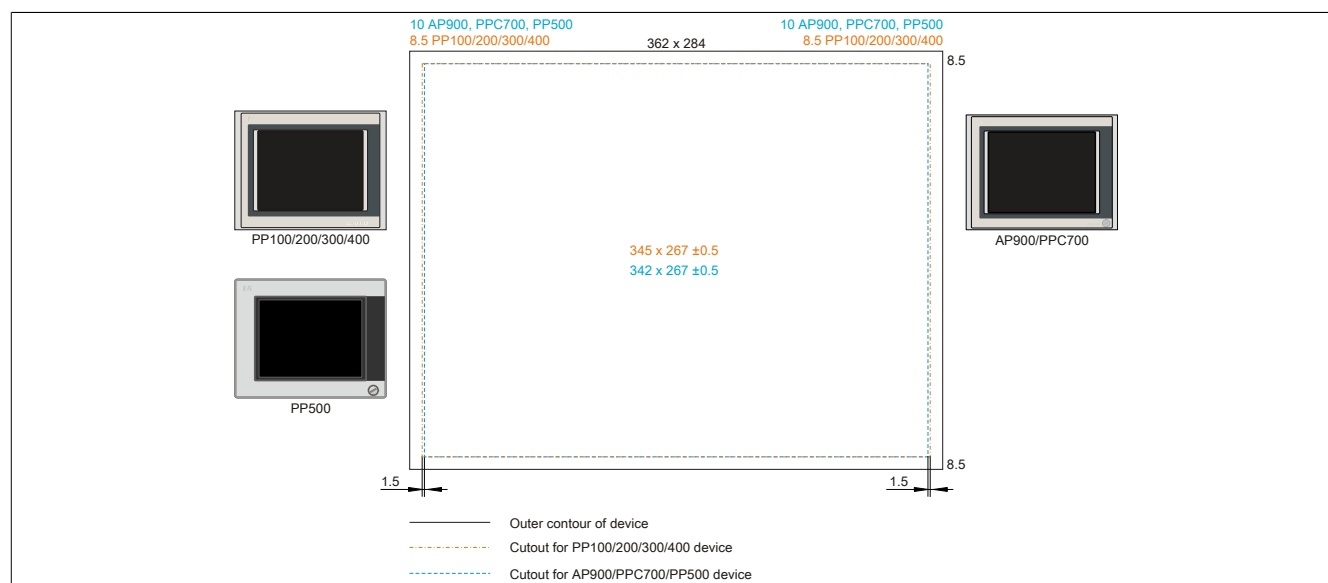 10 AP900, PPC700, PP500
10 AP900, PPC700, PP500
8.5 PP100/200/300/400
362 x 284
8.5 PP100/200/300/400
8.5
PP100/200/300/400
AP900/PPC700
345 x 267 ±0.5
342 x 267 ±0.5
PP500
8.5
1.5
1.5
Outer contour of device
Cutout for PP100/200/300/400 device
Cutout for AP900/PPC700/PP500 device